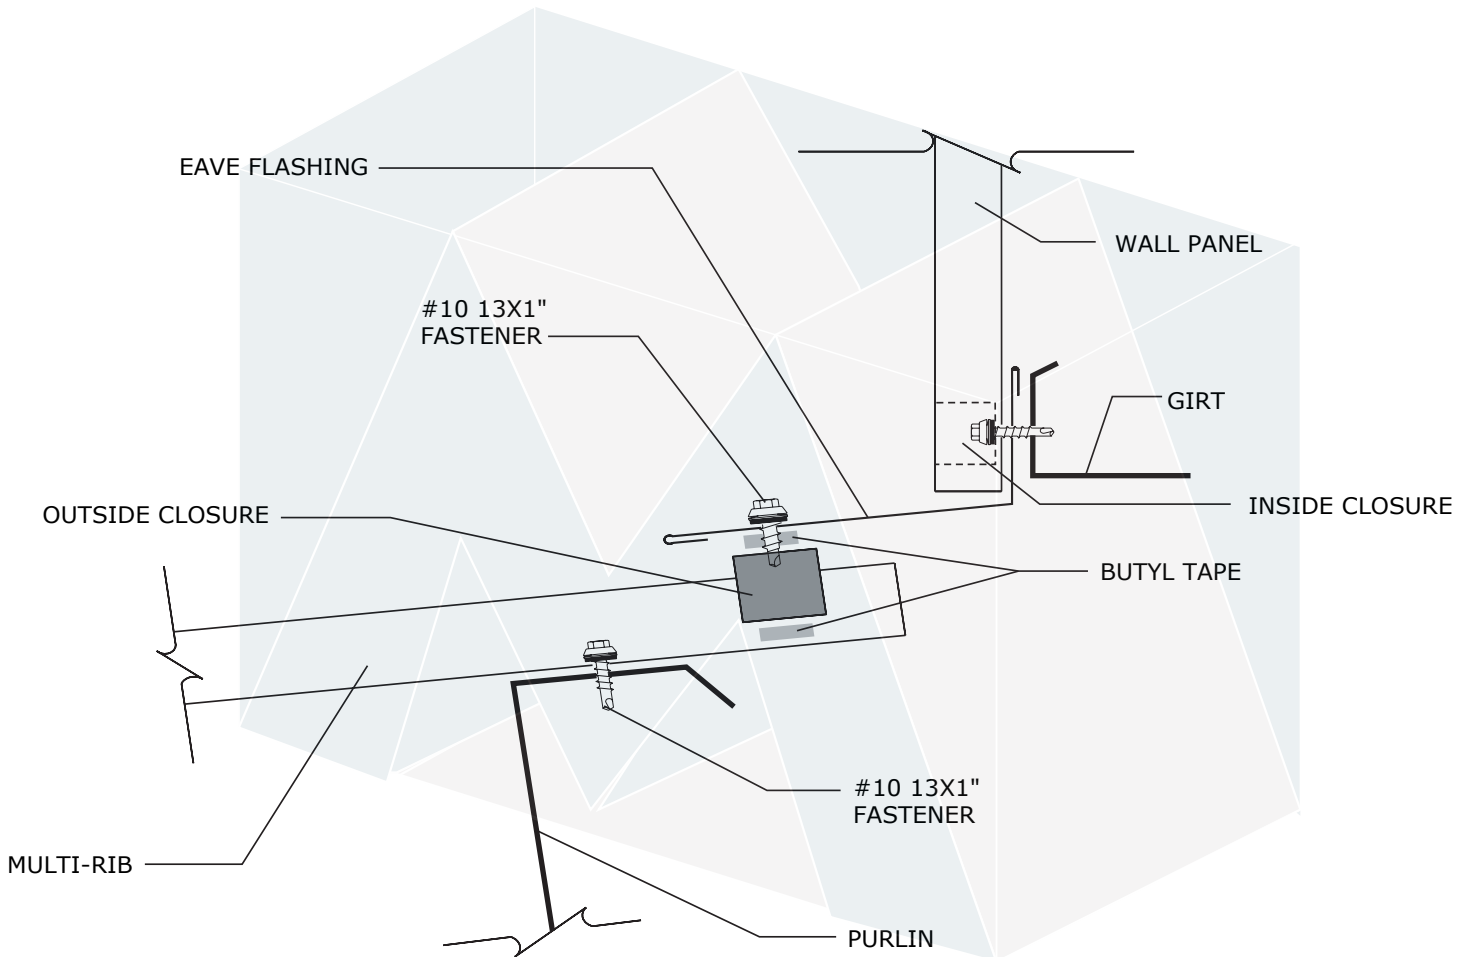 EAVE FLASHING
WALL PANEL
#10 13X1"
FASTENER
GIRT
OUTSIDE CLOSURE
INSIDE CLOSURE
BUTYL TAPE
#10 13X1"
FASTENER
MULTI-RIB
PURLIN